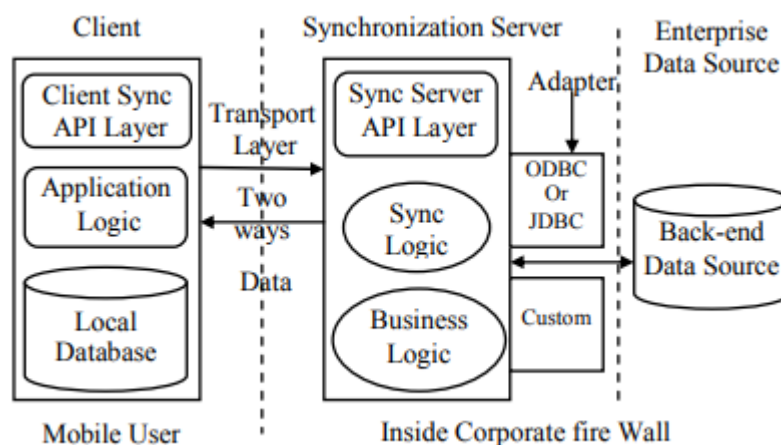 Client
Synchronization Server
Enterprise
Data Source
Client Sync
API Layer
Application
Logic
Local
Database
Transport
Layer
Two
ways
Data
Sync Server
API Layer
Sync
Logic
Business
Logic
Adapter
ODBC
Or
JDBC
Custom
Back-end
Data Source
Mobile User
Inside Corporate fire Wall